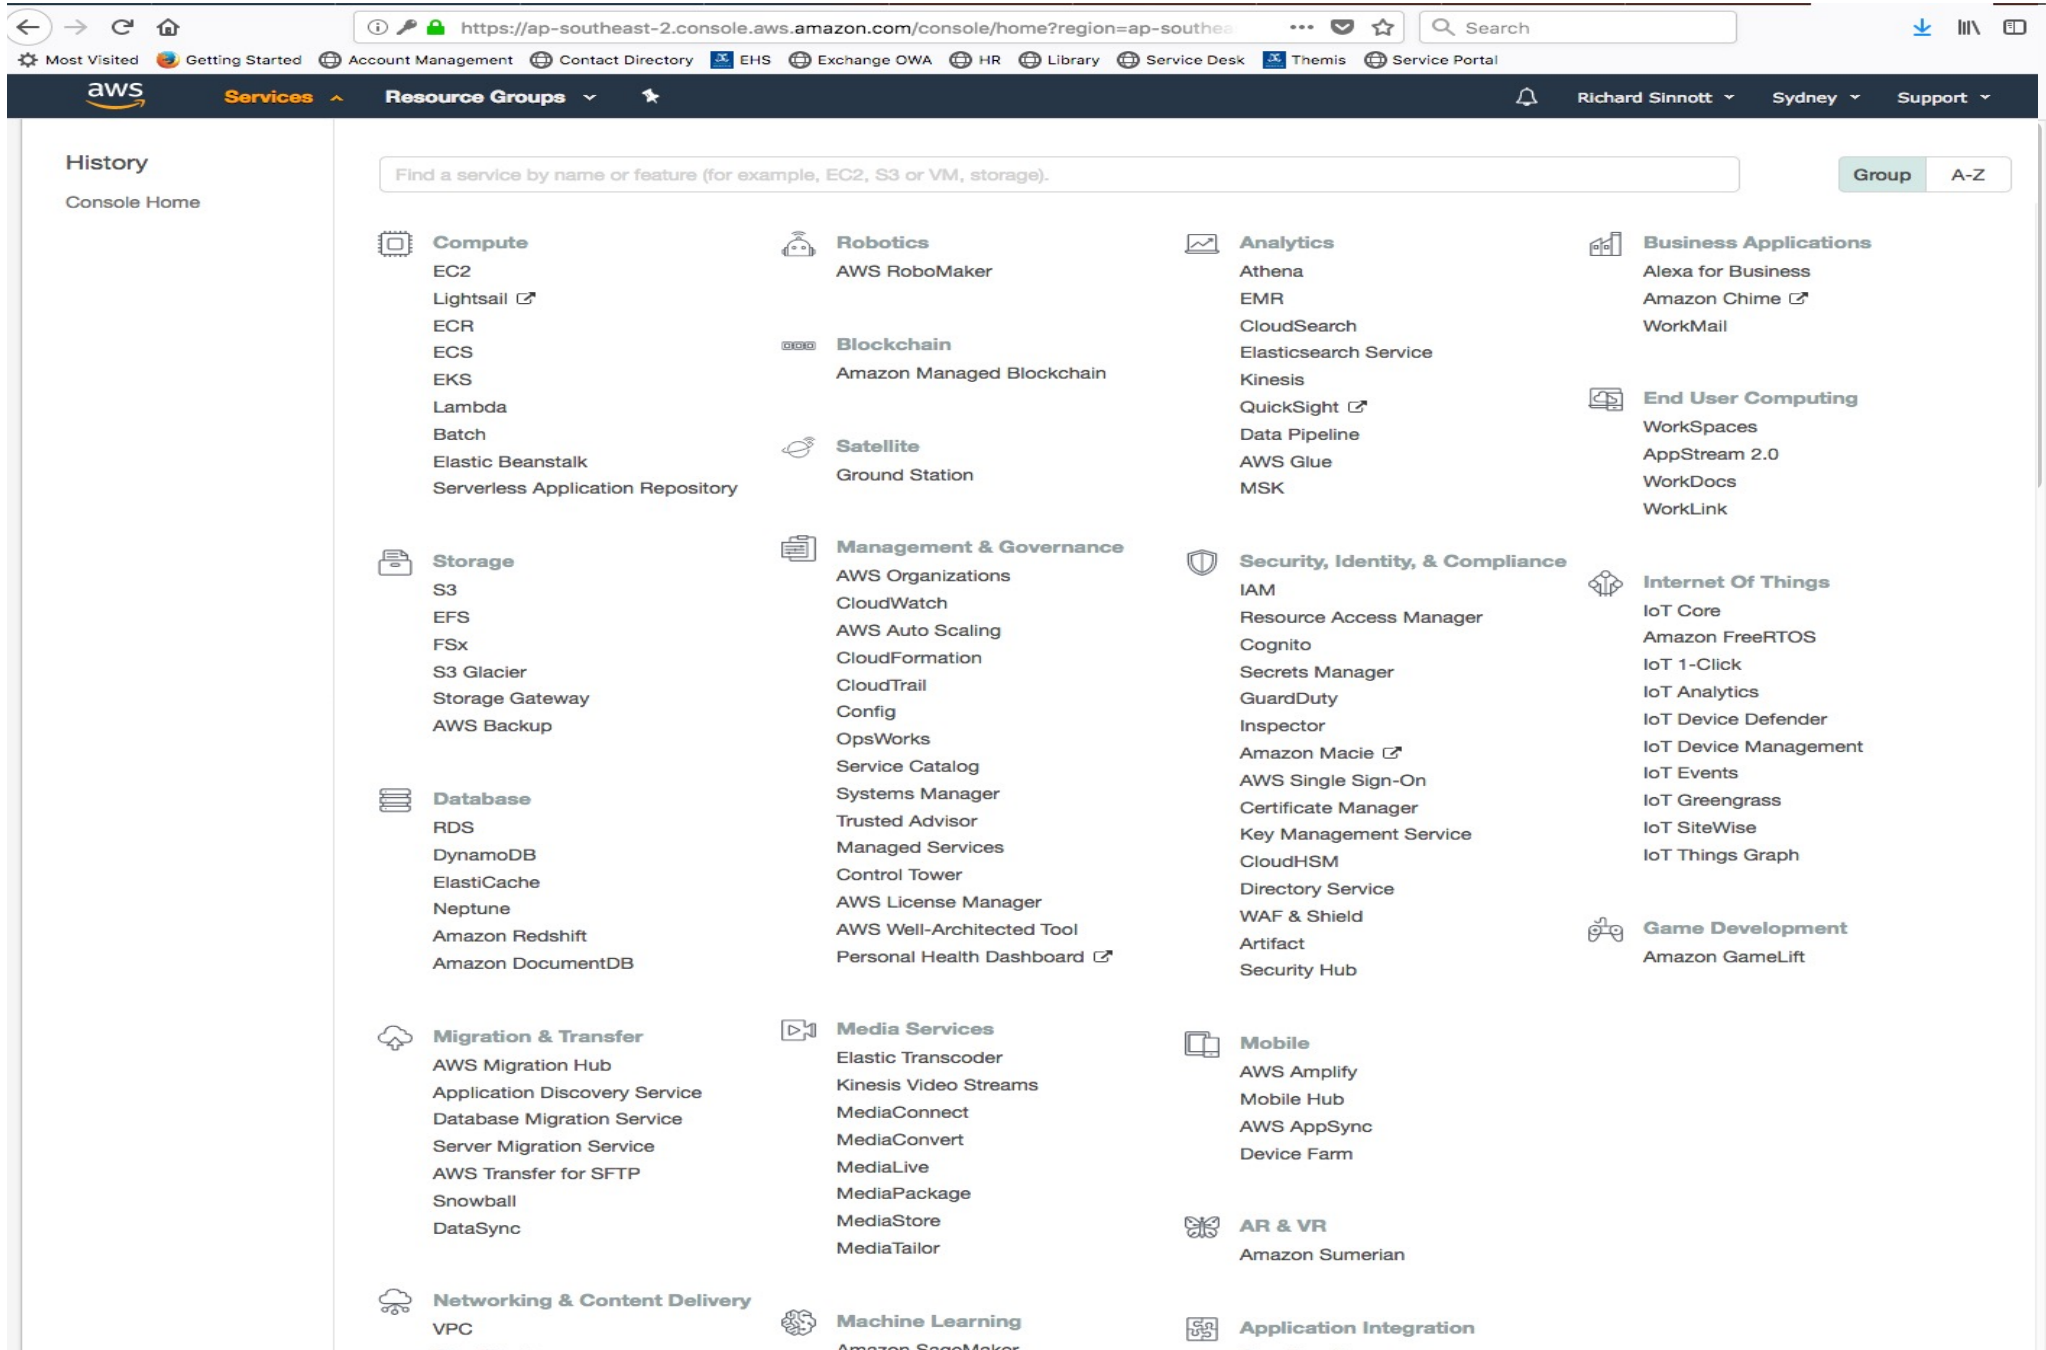 https://ap-southeast-2.console.aws.amazon.com/console/home?region=ap-southea
Search
Most Visited Getting Started Account Management Contact Directory EHS Exchange OWA HR Library Service Desk Themis Service Portal
aws Services Resource Groups Richard Sinnott Sydney Support
History
Console Home
Find a service by name or feature (for example, EC2, S3 or VM, storage).
Group A-Z
Compute
EC2
Lightsail
ECR
ECS
EKS
Lambda
Batch
Elastic Beanstalk
Serverless Application Repository
Storage
S3
EFS
FSx
S3 Glacier
Storage Gateway
AWS Backup
Database
RDS
DynamoDB
ElastiCache
Neptune
Amazon Redshift
Amazon DocumentDB
Migration & Transfer
AWS Migration Hub
Application Discovery Service
Database Migration Service
Server Migration Service
AWS Transfer for SFTP
Snowball
DataSync
Networking & Content Delivery
VPC
Robotics
AWS RoboMaker
Blockchain
Amazon Managed Blockchain
Satellite
Ground Station
Management & Governance
AWS Organizations
CloudWatch
AWS Auto Scaling
CloudFormation
CloudTrail
Config
OpsWorks
Service Catalog
Systems Manager
Trusted Advisor
Managed Services
Control Tower
AWS License Manager
AWS Well-Architected Tool
Personal Health Dashboard
Media Services
Elastic Transcoder
Kinesis Video Streams
MediaConnect
MediaConvert
MediaLive
MediaPackage
MediaStore
MediaTailor
Machine Learning
Amazon SageMaker
Analytics
Athena
EMR
CloudSearch
Elasticsearch Service
Kinesis
QuickSight
Data Pipeline
AWS Glue
MSK
Security, Identity, & Compliance
IAM
Resource Access Manager
Cognito
Secrets Manager
GuardDuty
Inspector
Amazon Macie
AWS Single Sign-On
Certificate Manager
Key Management Service
CloudHSM
Directory Service
WAF & Shield
Artifact
Security Hub
Mobile
AWS Amplify
Mobile Hub
AWS AppSync
Device Farm
AR & VR
Amazon Sumerian
Application Integration
Business Applications
Alexa for Business
Amazon Chime
WorkMail
End User Computing
WorkSpaces
AppStream 2.0
WorkDocs
WorkLink
Internet Of Things
IoT Core
Amazon FreeRTOS
IoT 1-Click
IoT Analytics
IoT Device Defender
IoT Device Management
IoT Events
IoT Greengrass
IoT SiteWise
IoT Things Graph
Game Development
Amazon GameLift